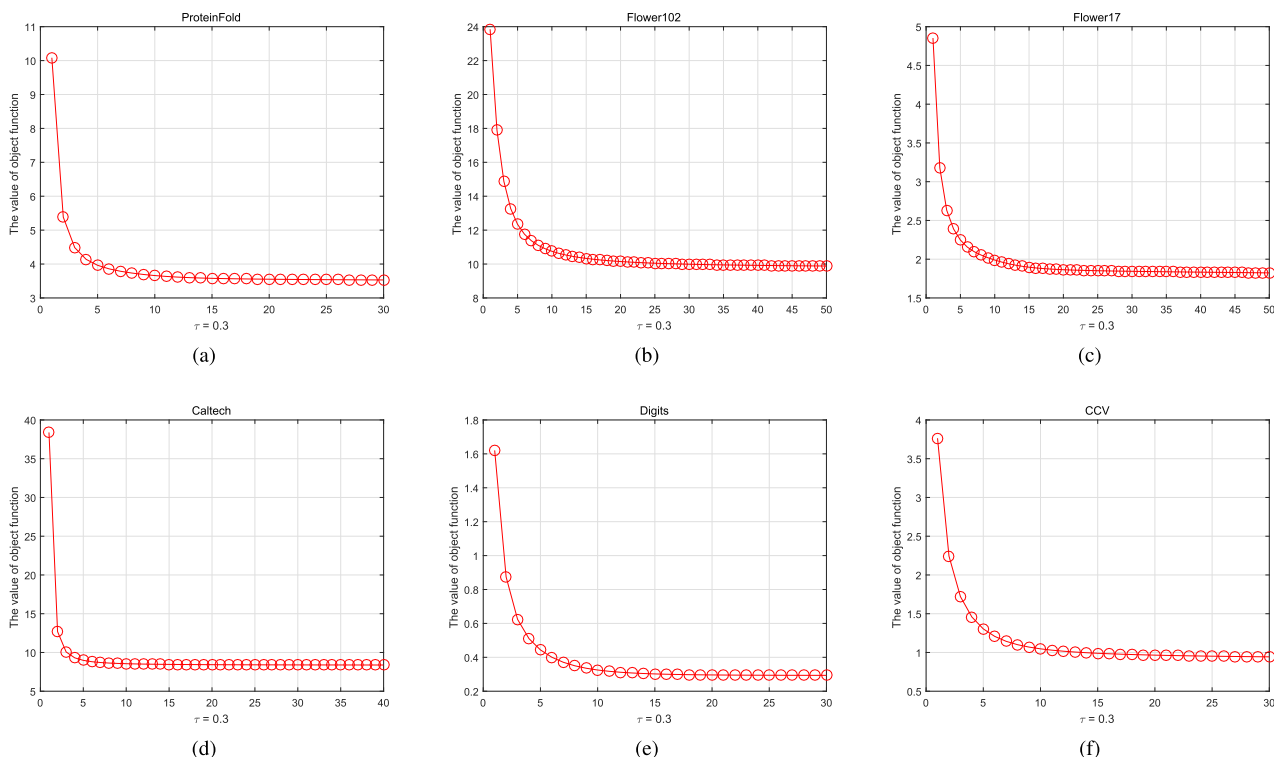 ProteinFold
The value of object function
11
10
9
8
7
6
5
4
3
0 5 10 15 20 25 30
τ = 0.3
(a)
Flower102
The value of object function
24
22
20
18
16
14
12
10
8
0 5 10 15 20 25 30 35 40 45 50
τ = 0.3
(b)
Flower17
The value of object function
5
4.5
4
3.5
3
2.5
2
1.5
0 5 10 15 20 25 30 35 40 45 50
τ = 0.3
(c)
Caltech
The value of object function
40
35
30
25
20
15
10
5
0 5 10 15 20 25 30 35 40
τ = 0.3
(d)
Digits
The value of object function
1.8
1.6
1.4
1.2
1
0.8
0.6
0.4
0.2
0 5 10 15 20 25 30
τ = 0.3
(e)
CCV
The value of object function
4
3.5
3
2.5
2
1.5
1
0.5
0 5 10 15 20 25 30
τ = 0.3
(f)